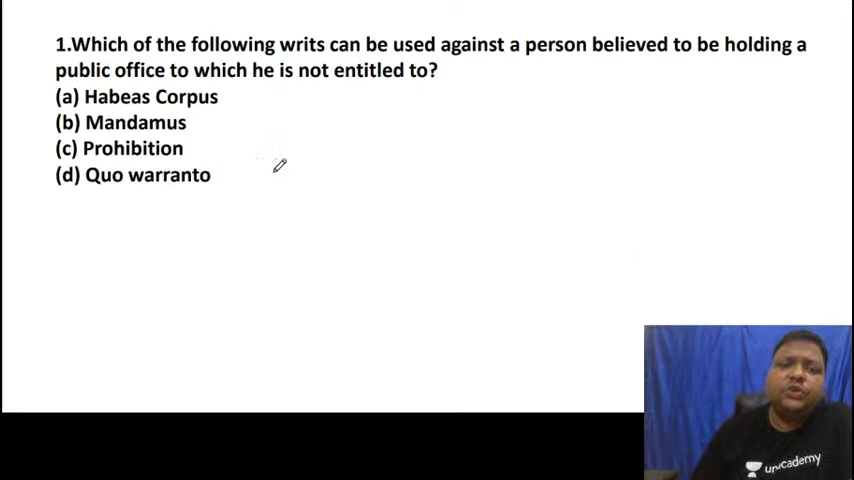 1.Which of the following writs can be used against a person believed to be holding a
public office to which he is not entitled to?
(a) Habeas Corpus
(b) Mandamus
(c) Prohibition
(d) Quo warranto
unacademy